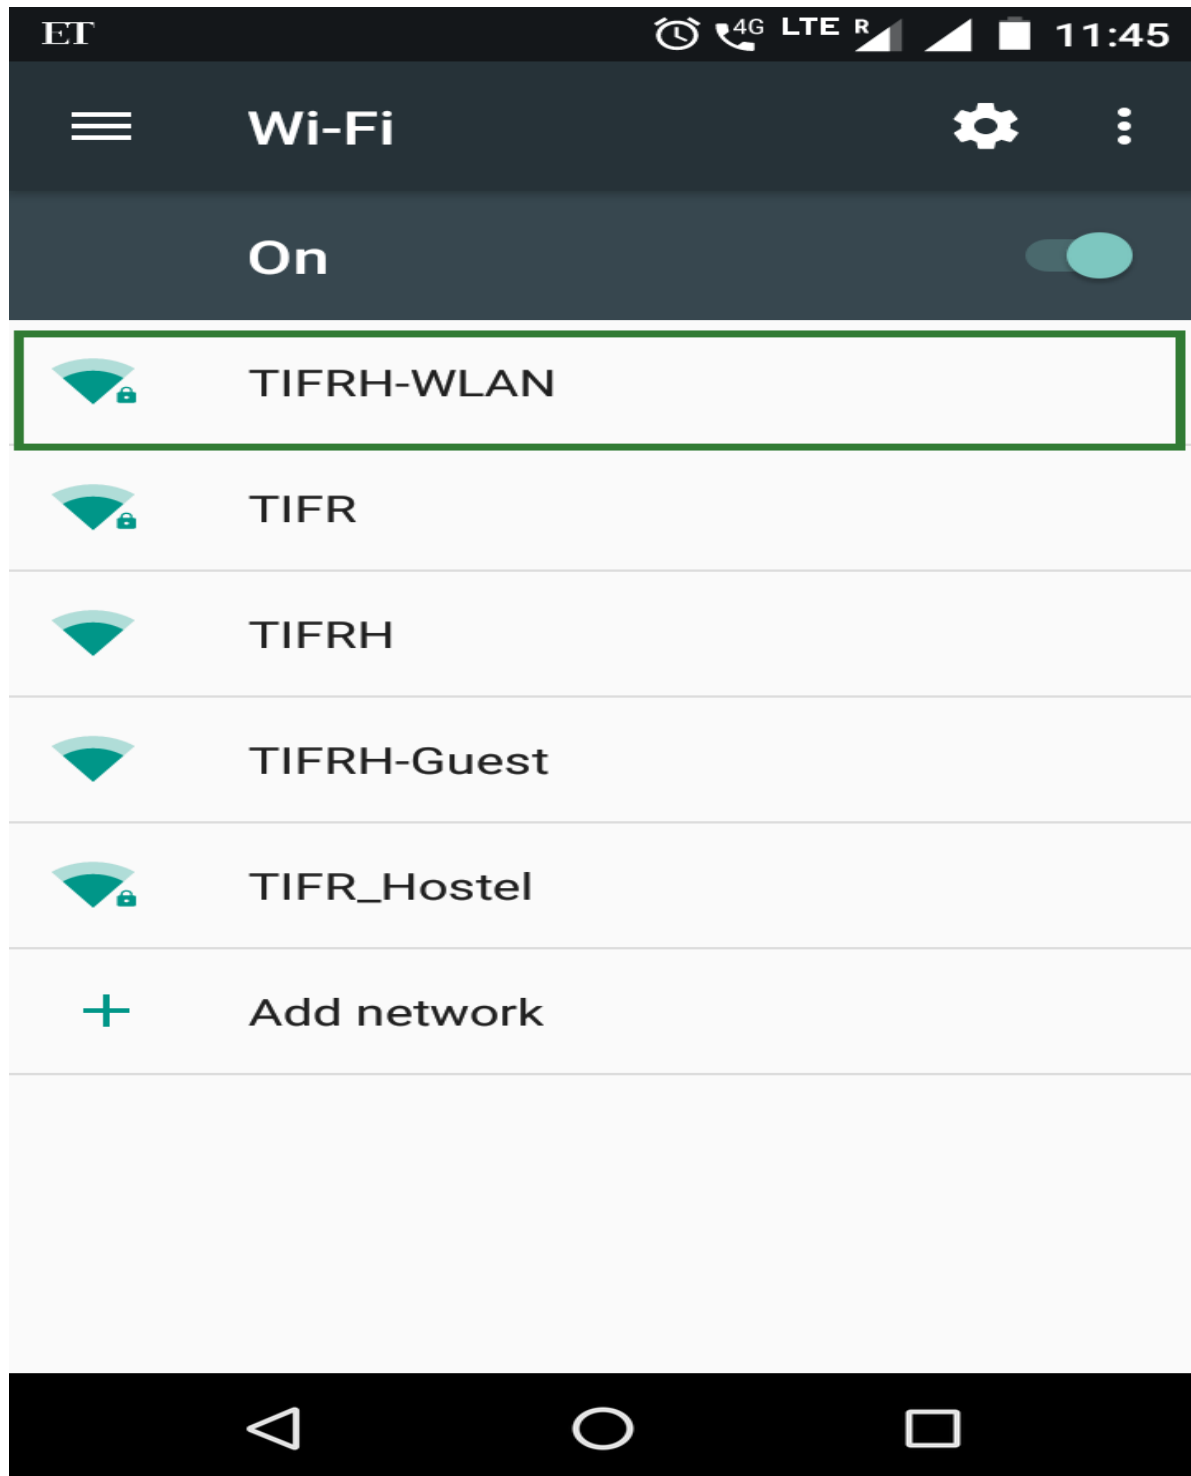 ET 4G LTE R 11:45
Wi-Fi
On
TIFRH-WLAN
TIFR
TIFRH
TIFRH-Guest
TIFR_Hostel
Add network